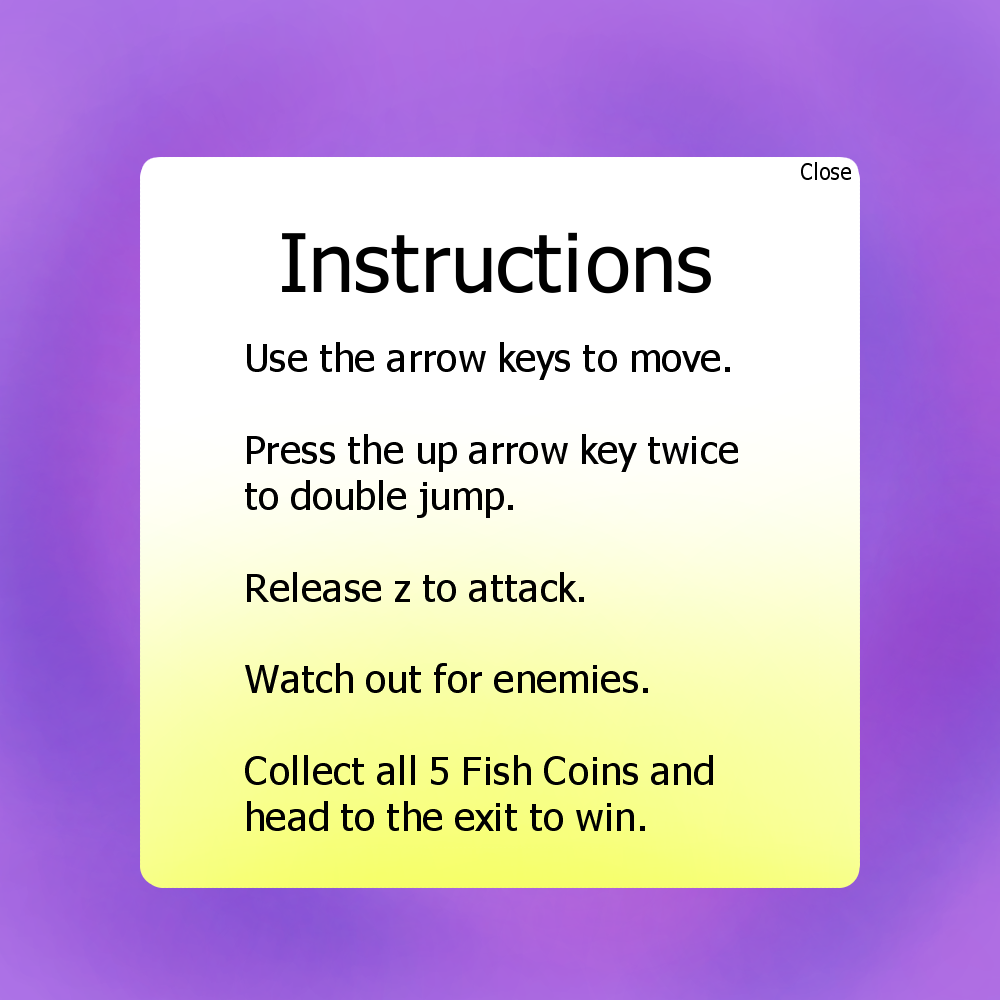 Close
Instructions
Use the arrow keys to move.
Press the up arrow key twice
to double jump.
Release z to attack.
Watch out for enemies.
Collect all 5 Fish Coins and
head to the exit to win.